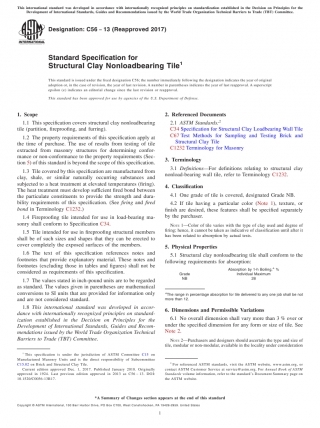 This international standard was developed in accordance with internationally recognized principles on standardization established in the Decision on Principles for the
Development of International Standards, Guides and Recommendations issued by the World Trade Organization Technical Barriers to Trade (TBT) Committee.
ASTM
INTERNATIONAL
Designation: C56 − 13 (Reapproved 2017)
Standard Specification for
Structural Clay Nonloadbearing Tile¹
This standard is issued under the fixed designation C56; the number immediately following the designation indicates the year of original
adoption or, in the case of revision, the year of last revision. A number in parentheses indicates the year of last reapproval. A superscript
epsilon (ε) indicates an editorial change since the last revision or reapproval.
This standard has been approved for use by agencies of the U.S. Department of Defense.
1. Scope
1.1 This specification covers structural clay nonloadbearing
tile (partition, fireproofing, and furring).
1.2 The property requirements of this specification apply at
the time of purchase. The use of results from testing of tile
extracted from masonry structures for determining confor-
mance or non-conformance to the property requirements (Sec-
tion 5) of this standard is beyond the scope of this specification.
1.3 Tile covered by this specification are manufactured from
clay, shale, or similar naturally occurring substances and
subjected to a heat treatment at elevated temperatures (firing).
The heat treatment must develop sufficient fired bond between
the particulate constituents to provide the strength and dura-
bility requirements of this specification. (See firing and fired
bond in Terminology C1232.)
1.4 Fireproofing tile intended for use in load-bearing ma-
sonry shall conform to Specification C34.
1.5 Tile intended for use in fireproofing structural members
shall be of such sizes and shapes that they can be erected to
cover completely the exposed surfaces of the members.
1.6 The text of this specification references notes and
footnotes that provide explanatory material. These notes and
footnotes (excluding those in tables and figures) shall not be
considered as requirements of this specification.
1.7 The values stated in inch-pound units are to be regarded
as standard. The values given in parentheses are mathematical
conversions to SI units that are provided for information only
and are not considered standard.
1.8 This international standard was developed in accor-
dance with internationally recognized principles on standard-
ization established in the Decision on Principles for the
Development of International Standards, Guides and Recom-
mendations issued by the World Trade Organization Technical
Barriers to Trade (TBT) Committee.
¹ This specification is under the jurisdiction of ASTM Committee C15 on
Manufactured Masonry Units and is the direct responsibility of Subcommittee
C15.02 on Brick and Structural Clay Tile.
Current edition approved Dec. 1, 2017. Published January 2018. Originally
approved in 1924. Last previous edition approved in 2013 as C56 – 13. DOI:
10.1520/C0056-13R17.
2. Referenced Documents
2.1 ASTM Standards:²
C34 Specification for Structural Clay Loadbearing Wall Tile
C67 Test Methods for Sampling and Testing Brick and
Structural Clay Tile
C1232 Terminology for Masonry
3. Terminology
3.1 Definitions—For definitions relating to structural clay
nonload-bearing wall tile, refer to Terminology C1232.
4. Classification
4.1 One grade of tile is covered, designated Grade NB.
4.2 If tile having a particular color (Note 1), texture, or
finish are desired, these features shall be specified separately
by the purchaser.
NOTE 1—Color of tile varies with the type of clay used and degree of
firing; hence, it cannot be taken as indicative of classification until after it
has been related to absorption by actual tests.
5. Physical Properties
5.1 Structural clay nonloadbearing tile shall conform to the
following requirements for absorption:
Absorption by 1-h Boiling,ᴬ %
Grade Individual Maximum
NB 28
ᴬThe range in percentage absorption for tile delivered to any one job shall be not
more than 12.
6. Dimensions and Permissible Variations
6.1 No overall dimension shall vary more than 3 % over or
under the specified dimension for any form or size of tile. See
Note 2.
NOTE 2—Purchasers and designers should ascertain the type and size of
tile, modular or non-modular, available in the locality under consideration
² For referenced ASTM standards, visit the ASTM website, www.astm.org, or
contact ASTM Customer Service at service@astm.org. For Annual Book of ASTM
Standards volume information, refer to the standard's Document Summary page on
the ASTM website.
*A Summary of Changes section appears at the end of this standard
Copyright © ASTM International, 100 Barr Harbor Drive, PO Box C700, West Conshohocken, PA 19428-2959. United States
1